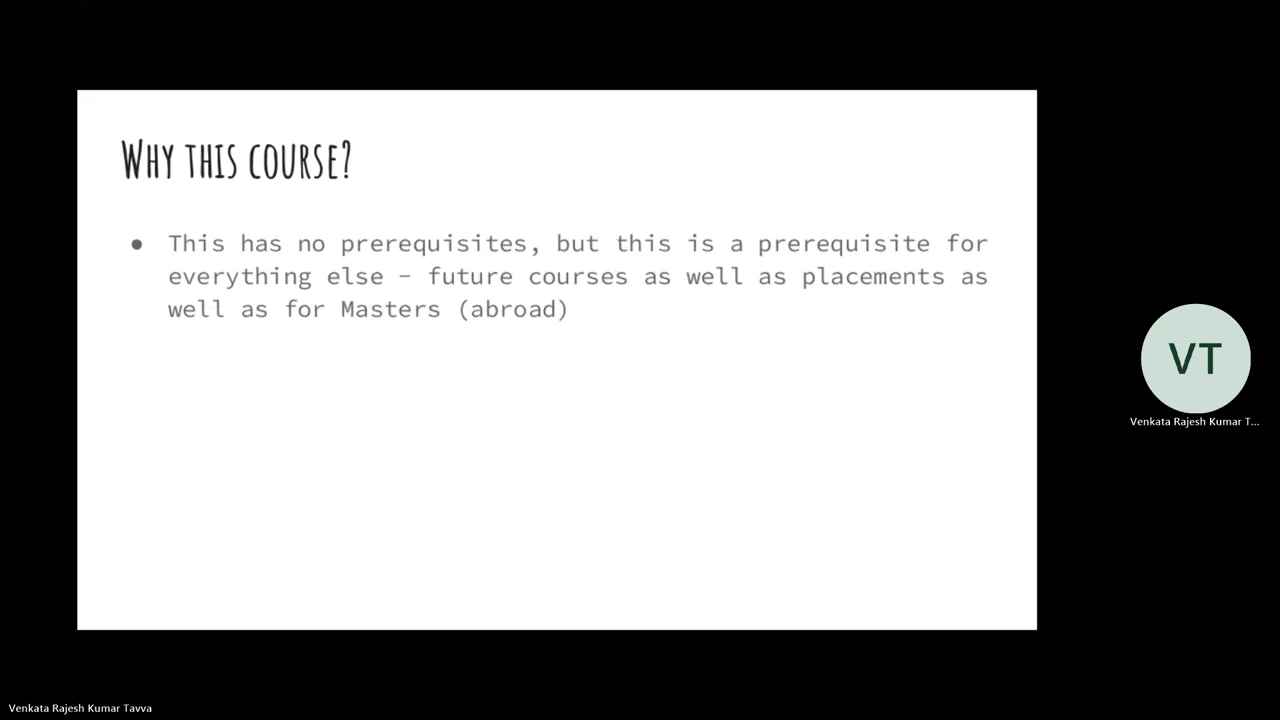 WHY THIS COURSE?
● This has no prerequisites, but this is a prerequisite for
everything else – future courses as well as placements as
well as for Masters (abroad)
VT
Venkata Rajesh Kumar T...
Venkata Rajesh Kumar Tavva